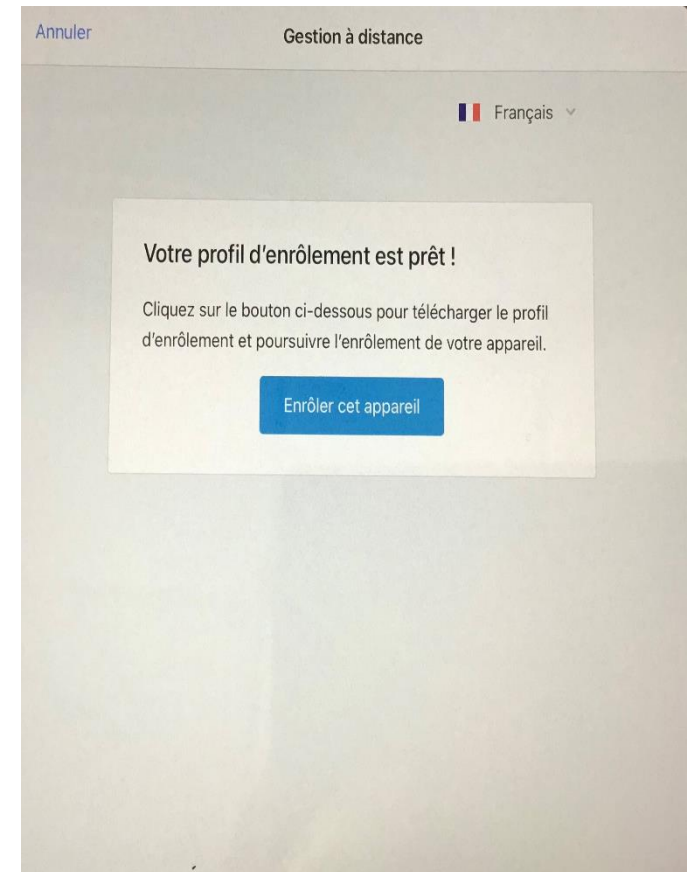 Annuler
Gestion à distance
Français
Votre profil d'enrôlement est prêt !
Cliquez sur le bouton ci-dessous pour télécharger le profil
d'enrôlement et poursuivre l'enrôlement de votre appareil.
Enrôler cet appareil